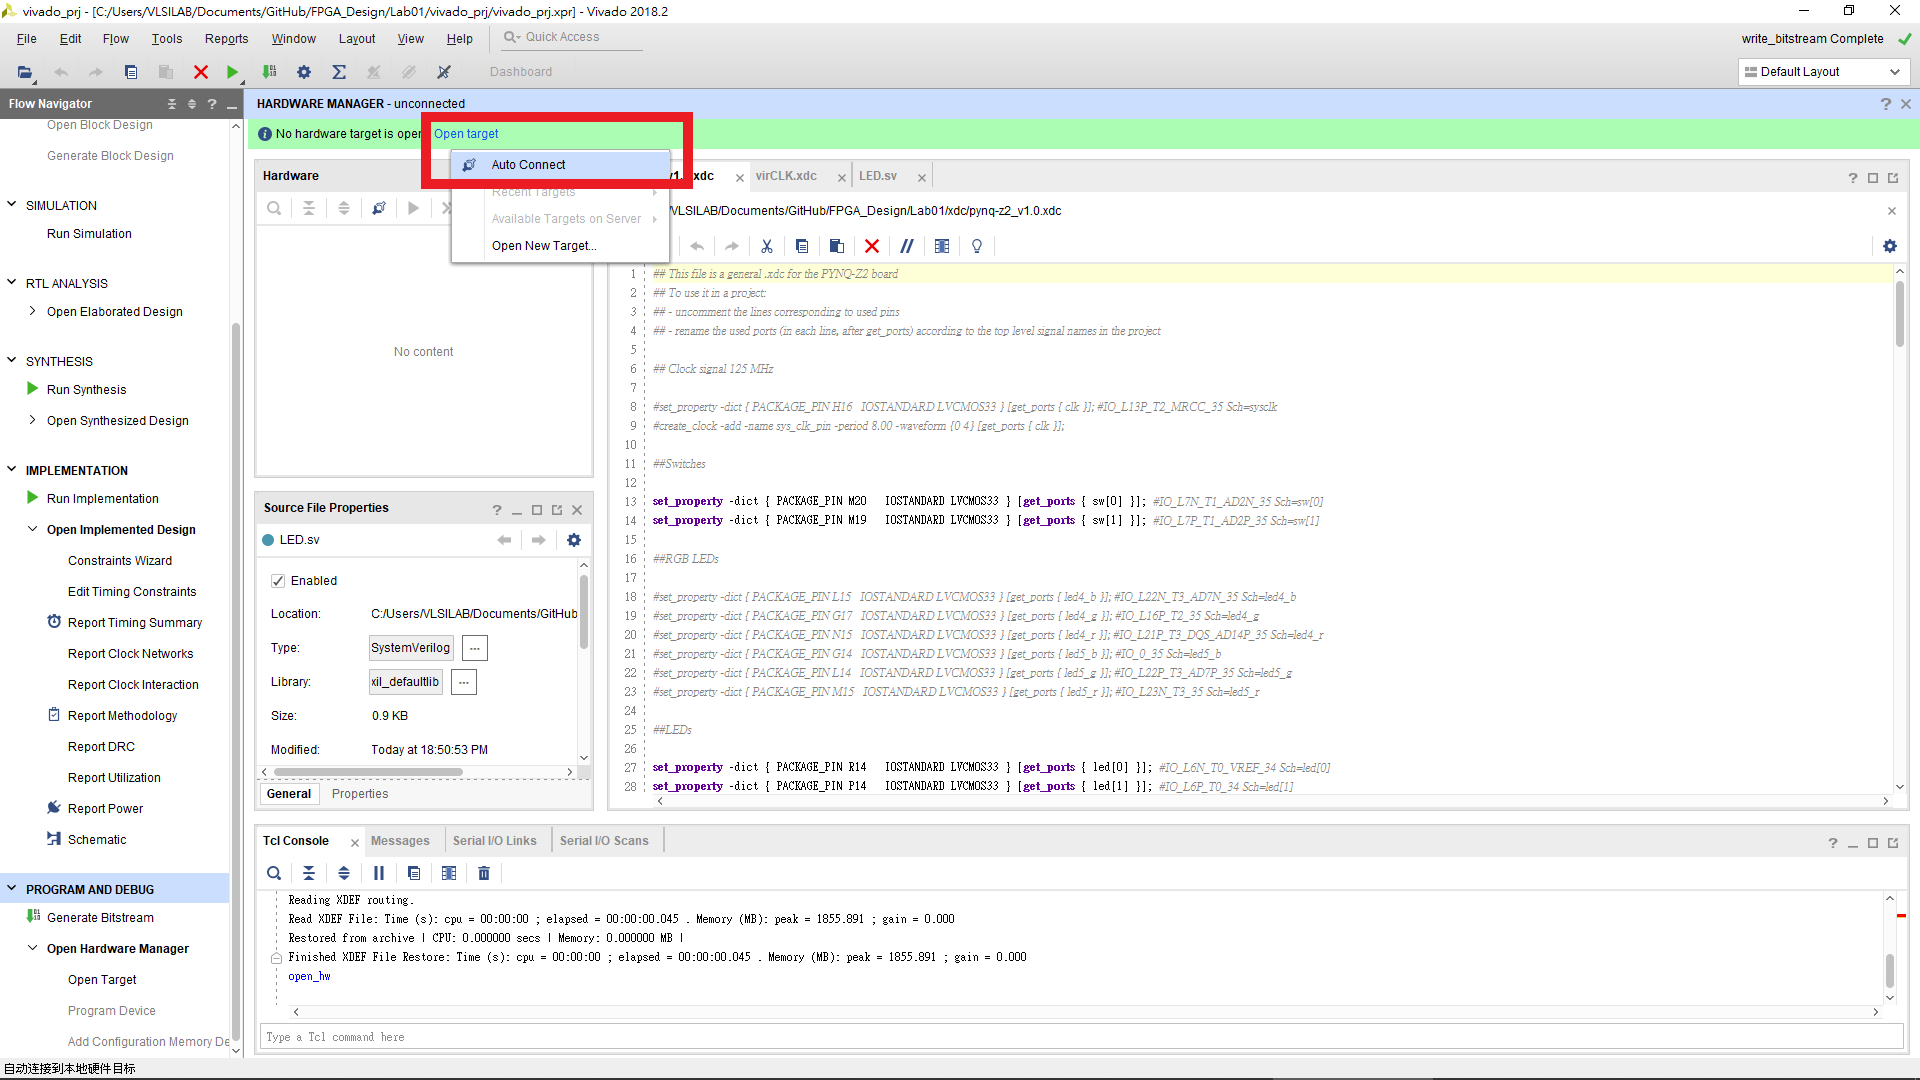 vivado_prj - [C:/Users/VLSILAB/Documents/GitHub/FPGA_Design/Lab01/vivado_prj/vivado_prj.xpr] - Vivado 2018.2
File Edit Flow Tools Reports Window Layout View Help Quick Access
write_bitstream Complete
Dashboard
Default Layout
Flow Navigator
HARDWARE MANAGER - unconnected
Open Block Design
Generate Block Design
SIMULATION
Run Simulation
RTL ANALYSIS
Open Elaborated Design
SYNTHESIS
Run Synthesis
Open Synthesized Design
IMPLEMENTATION
Run Implementation
Open Implemented Design
Constraints Wizard
Edit Timing Constraints
Report Timing Summary
Report Clock Networks
Report Clock Interaction
Report Methodology
Report DRC
Report Utilization
Report Power
Schematic
PROGRAM AND DEBUG
Generate Bitstream
Open Hardware Manager
Open Target
Program Device
Add Configuration Memory De
No hardware target is open Open target
Auto Connect
Recent Targets
Available Targets on Server
Open New Target...
Hardware
No content
Source File Properties
LED.sv
Enabled
Location: C:/Users/VLSILAB/Documents/GitHub
Type: SystemVerilog ...
Library: xil_defaultlib ...
Size: 0.9 KB
Modified: Today at 18:50:53 PM
General Properties
xdc virCLK.xdc LED.sv
/VLSILAB/Documents/GitHub/FPGA_Design/Lab01/xdc/pynq-z2_v1.0.xdc
1 ## This file is a general .xdc for the PYNQ-Z2 board
2 ## To use it in a project:
3 ## - uncomment the lines corresponding to used pins
4 ## - rename the used ports (in each line, after get_ports) according to the top level signal names in the project
5
6 ## Clock signal 125 MHz
7
8 #set_property -dict { PACKAGE_PIN H16 IOSTANDARD LVCMOS33 } [get_ports { clk }]; #IO_L13P_T2_MRCC_35 Sch=sysclk
9 #create_clock -add -name sys_clk_pin -period 8.00 -waveform {0 4} [get_ports { clk }];
10
11 ##Switches
12
13 set_property -dict { PACKAGE_PIN M20 IOSTANDARD LVCMOS33 } [get_ports { sw[0] }]; #IO_L7N_T1_AD2N_35 Sch=sw[0]
14 set_property -dict { PACKAGE_PIN M19 IOSTANDARD LVCMOS33 } [get_ports { sw[1] }]; #IO_L7P_T1_AD2P_35 Sch=sw[1]
15
16 ##RGB LEDs
17
18 #set_property -dict { PACKAGE_PIN L15 IOSTANDARD LVCMOS33 } [get_ports { led4_b }]; #IO_L22N_T3_AD7N_35 Sch=led4_b
19 #set_property -dict { PACKAGE_PIN G17 IOSTANDARD LVCMOS33 } [get_ports { led4_g }]; #IO_L16P_T2_35 Sch=led4_g
20 #set_property -dict { PACKAGE_PIN N15 IOSTANDARD LVCMOS33 } [get_ports { led4_r }]; #IO_L21P_T3_DQS_AD14P_35 Sch=led4_r
21 #set_property -dict { PACKAGE_PIN G14 IOSTANDARD LVCMOS33 } [get_ports { led5_b }]; #IO_0_35 Sch=led5_b
22 #set_property -dict { PACKAGE_PIN L14 IOSTANDARD LVCMOS33 } [get_ports { led5_g }]; #IO_L22P_T3_AD7P_35 Sch=led5_g
23 #set_property -dict { PACKAGE_PIN M15 IOSTANDARD LVCMOS33 } [get_ports { led5_r }]; #IO_L23N_T3_35 Sch=led5_r
24
25 ##LEDs
26
27 set_property -dict { PACKAGE_PIN R14 IOSTANDARD LVCMOS33 } [get_ports { led[0] }]; #IO_L6N_T0_VREF_34 Sch=led[0]
28 set_property -dict { PACKAGE_PIN P14 IOSTANDARD LVCMOS33 } [get_ports { led[1] }]; #IO_L6P_T0_34 Sch=led[1]
Tcl Console Messages Serial I/O Links Serial I/O Scans
Reading XDEF routing.
Read XDEF File: Time (s): cpu = 00:00:00 ; elapsed = 00:00:00.045 . Memory (MB): peak = 1855.891 ; gain = 0.000
Restored from archive | CPU: 0.000000 secs | Memory: 0.000000 MB |
Finished XDEF File Restore: Time (s): cpu = 00:00:00 ; elapsed = 00:00:00.045 . Memory (MB): peak = 1855.891 ; gain = 0.000
open_hw
Type a Tcl command here
自动连接到本地硬件目标